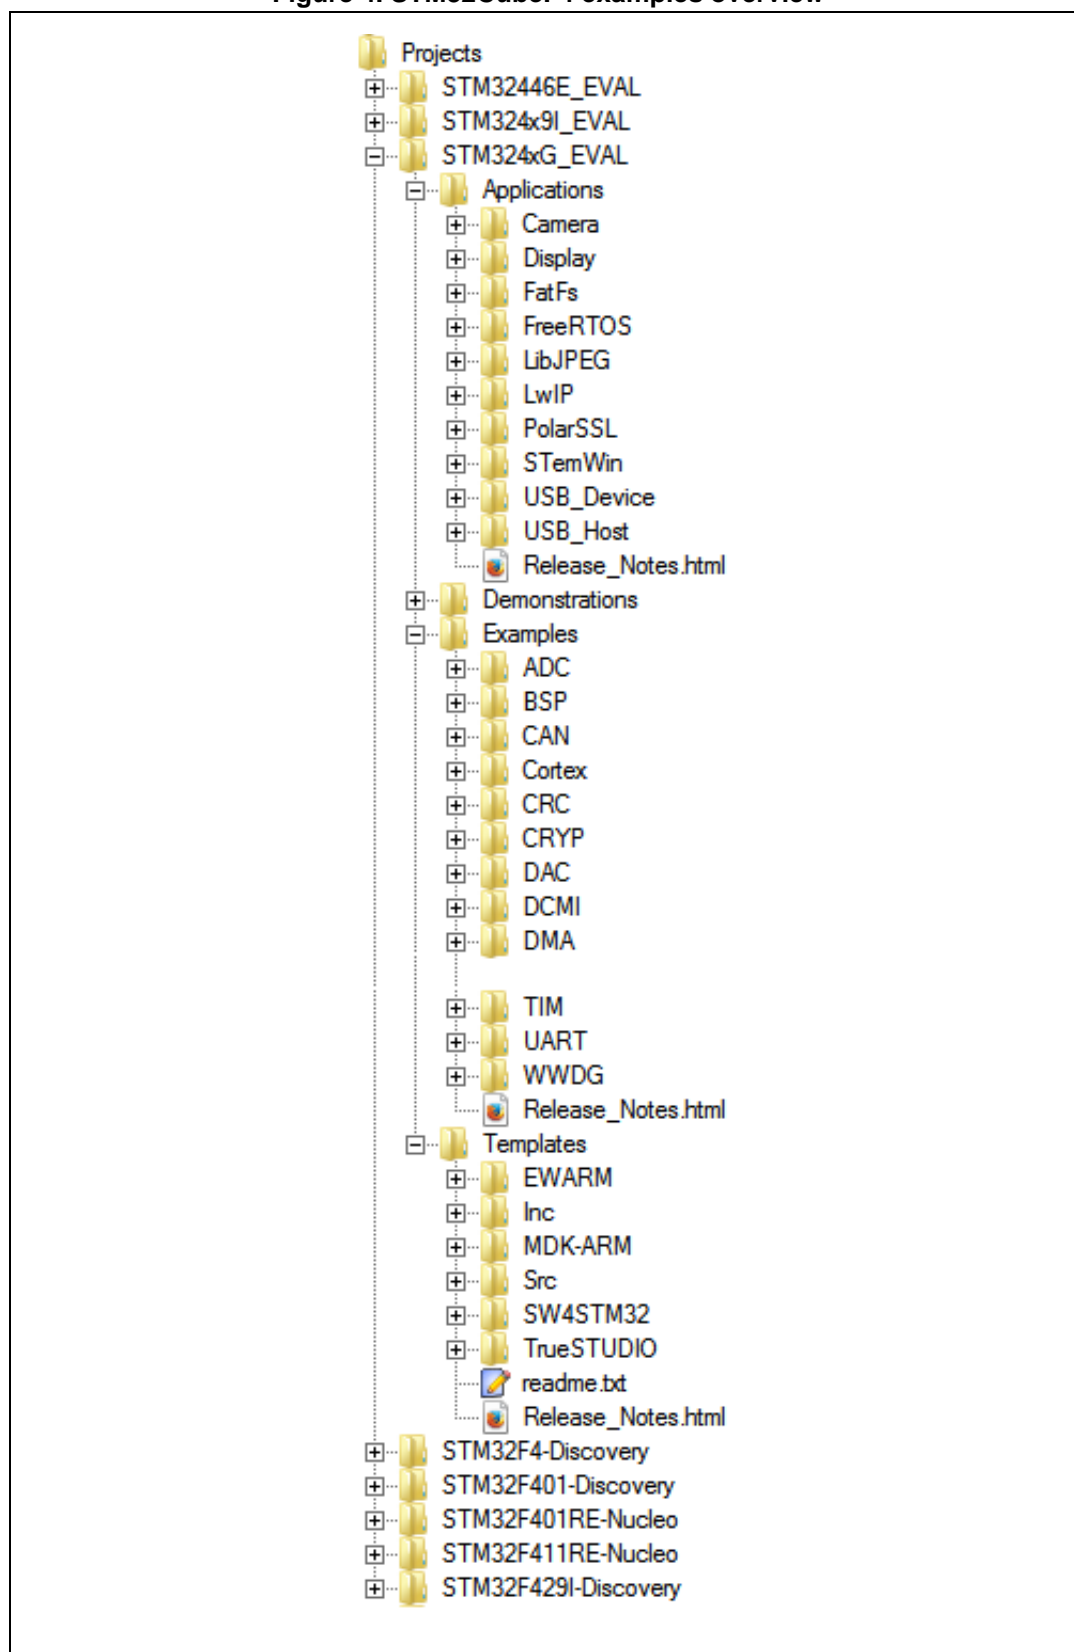 Projects
STM32446E_EVAL
STM324x9I_EVAL
STM324xG_EVAL
Applications
Camera
Display
FatFs
FreeRTOS
LibJPEG
LwIP
PolarSSL
STemWin
USB_Device
USB_Host
Release_Notes.html
Demonstrations
Examples
ADC
BSP
CAN
Cortex
CRC
CRYP
DAC
DCMI
DMA
TIM
UART
WWDG
Release_Notes.html
Templates
EWARM
Inc
MDK-ARM
Src
SW4STM32
TrueSTUDIO
readme.txt
Release_Notes.html
STM32F4-Discovery
STM32F401-Discovery
STM32F401RE-Nucleo
STM32F411RE-Nucleo
STM32F429I-Discovery